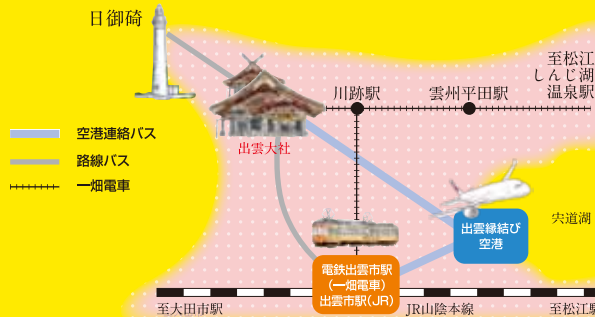 日御碕
至松江
しんじ湖
温泉駅
川跡駅
雲州平田駅
空港連絡バス
路線バス
一畑電車
出雲大社
宍道湖
出雲縁結び
空港
電鉄出雲市駅
(一畑電車)
出雲市駅(JR)
至大田市駅
JR山陰本線
至松江駅